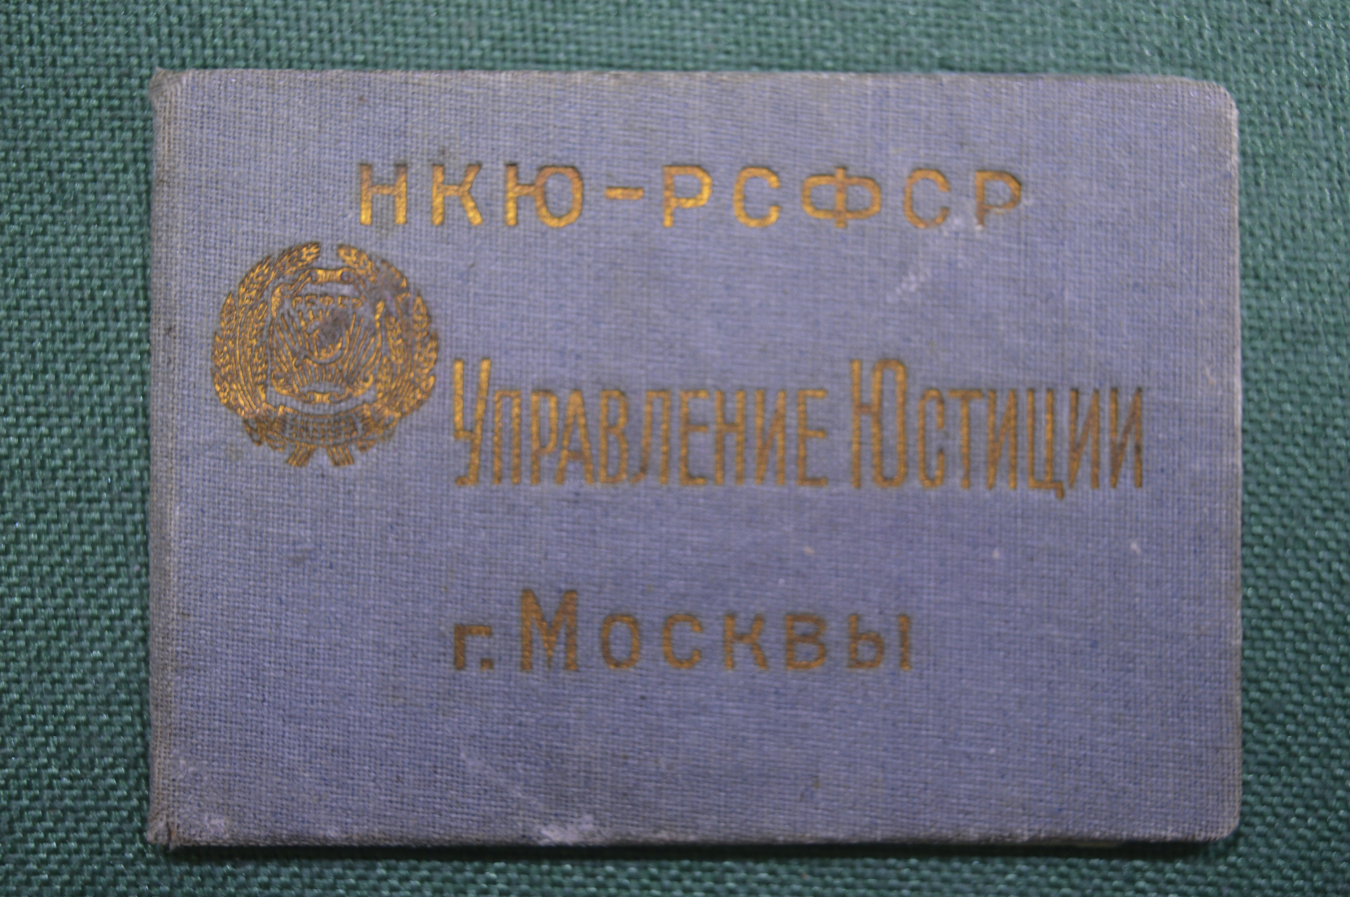 НКЮ-РСФСР
Управление Юстиции
г. Москвы